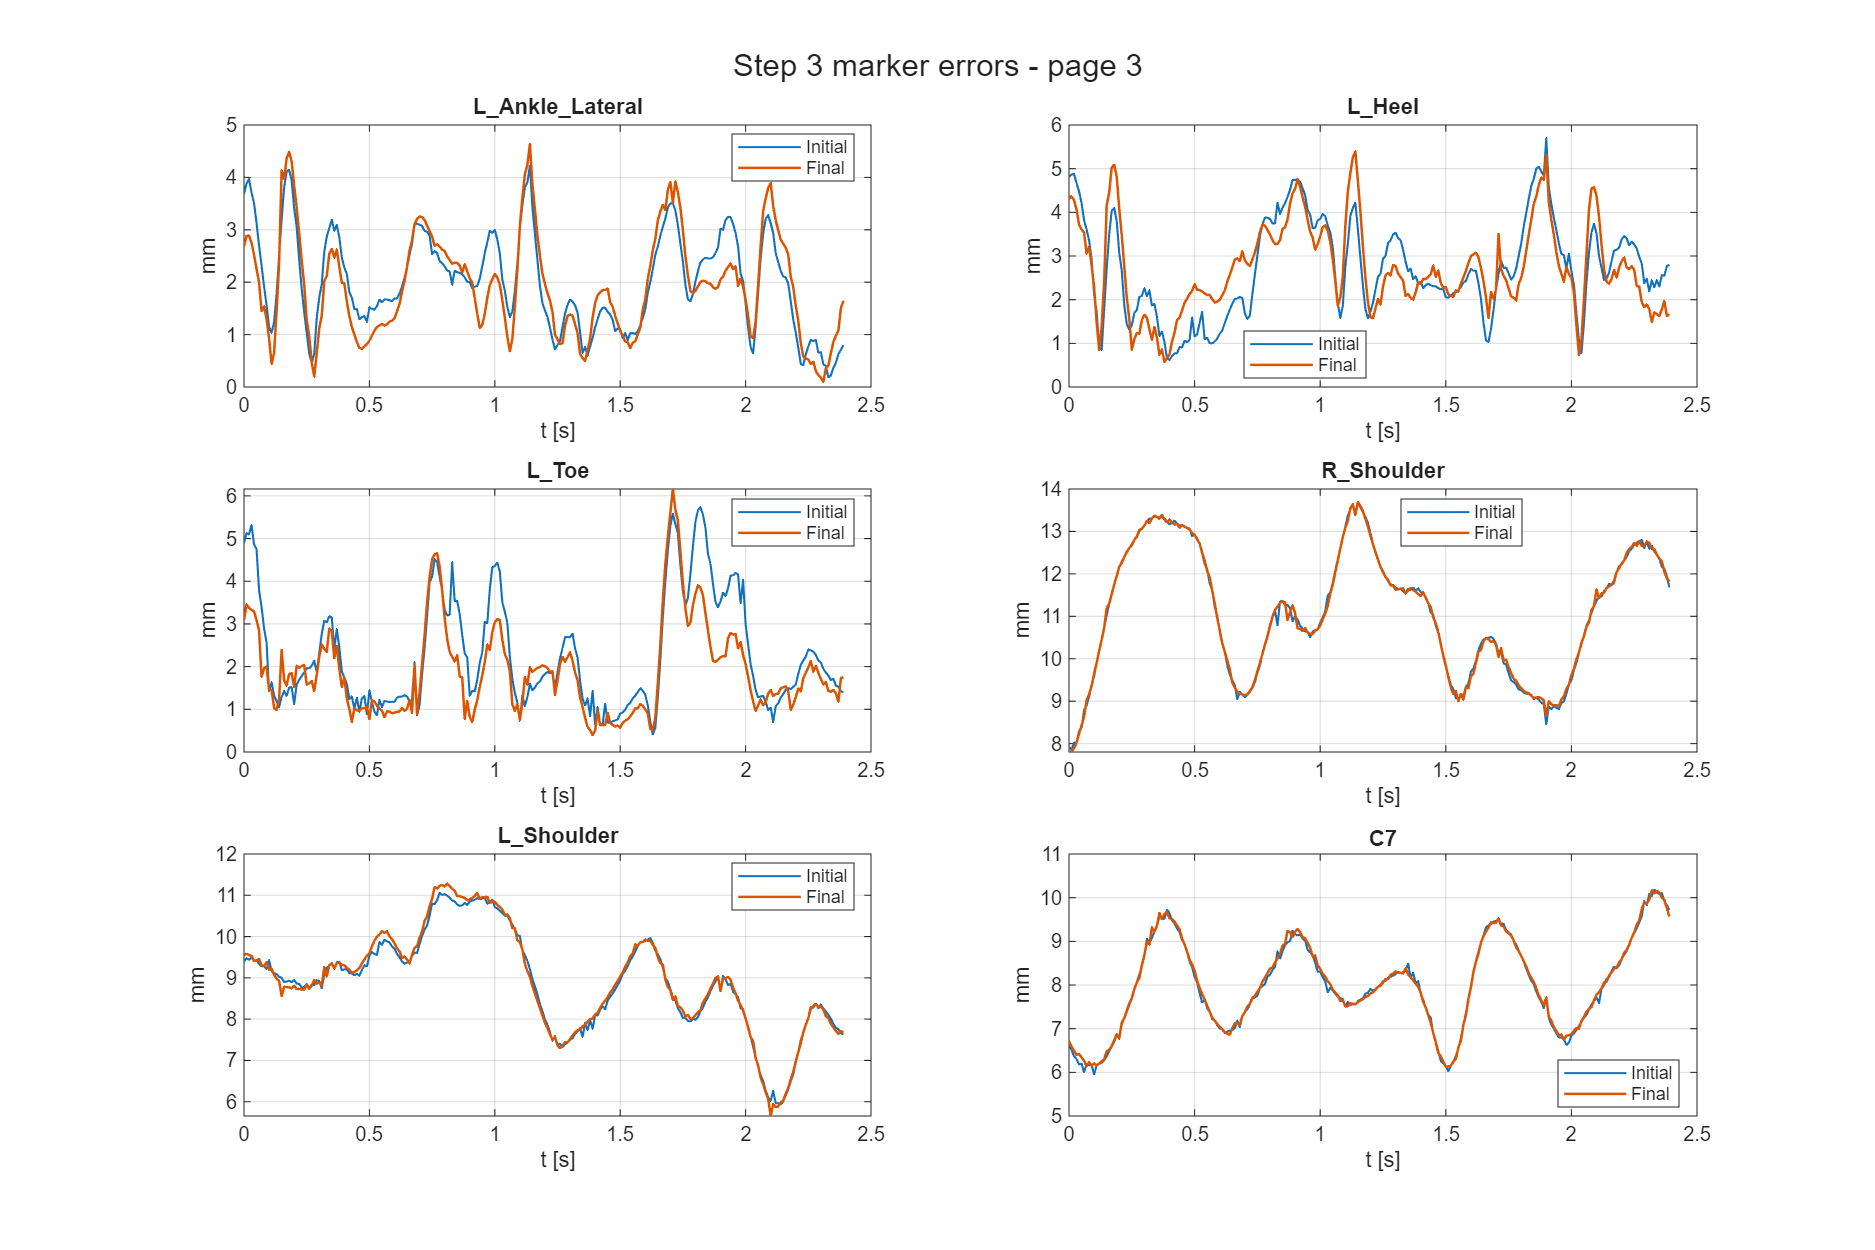 Step 3 marker errors - page 3
L_Ankle_Lateral
5
4
3
2
1
0
mm
0 0.5 1 1.5 2 2.5
t [s]
Initial
Final
L_Heel
6
5
4
3
2
1
0
mm
0 0.5 1 1.5 2 2.5
t [s]
Initial
Final
L_Toe
6
5
4
3
2
1
0
mm
0 0.5 1 1.5 2 2.5
t [s]
Initial
Final
R_Shoulder
14
13
12
11
10
9
8
mm
0 0.5 1 1.5 2 2.5
t [s]
Initial
Final
L_Shoulder
12
11
10
9
8
7
6
mm
0 0.5 1 1.5 2 2.5
t [s]
Initial
Final
C7
11
10
9
8
7
6
5
mm
0 0.5 1 1.5 2 2.5
t [s]
Initial
Final